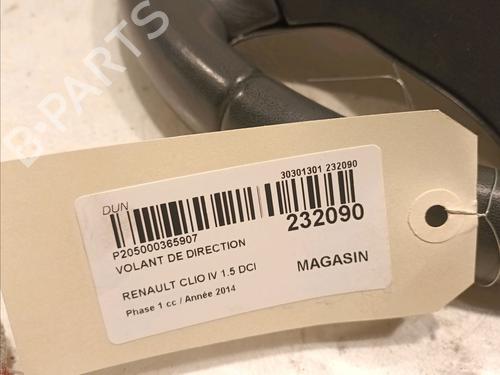 B-PARTS
DUN
30301301 232090
P205000365907
232090
VOLANT DE DIRECTION
RENAULT CLIO IV 1.5 DCI
MAGASIN
Phase 1 cc / Année 2014